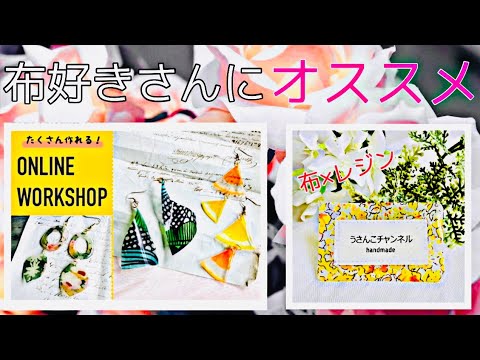 布好きさんにオススメ
たくさん作れる！
ONLINE
WORKSHOP
布×レジン
うさんこチャンネル
handmade